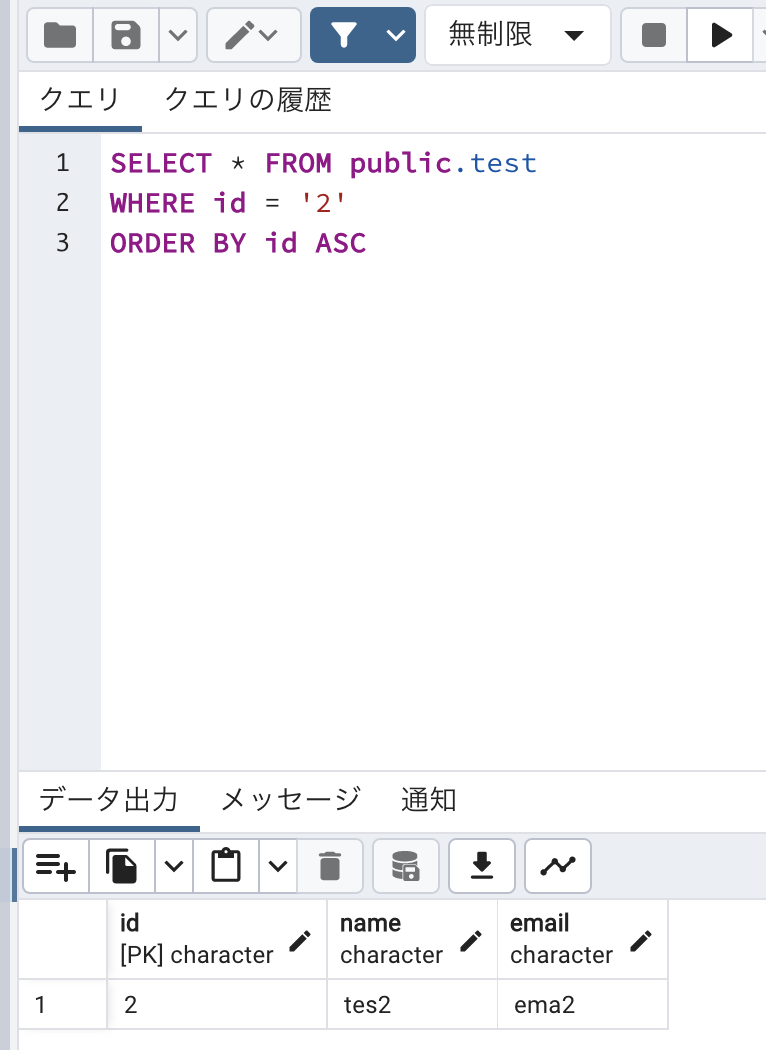 無制限
クエリ クエリの履歴
1 SELECT * FROM public.test
2 WHERE id = '2'
3 ORDER BY id ASC
データ出力 メッセージ 通知
id name email
[PK] character character character
1 2 tes2 ema2